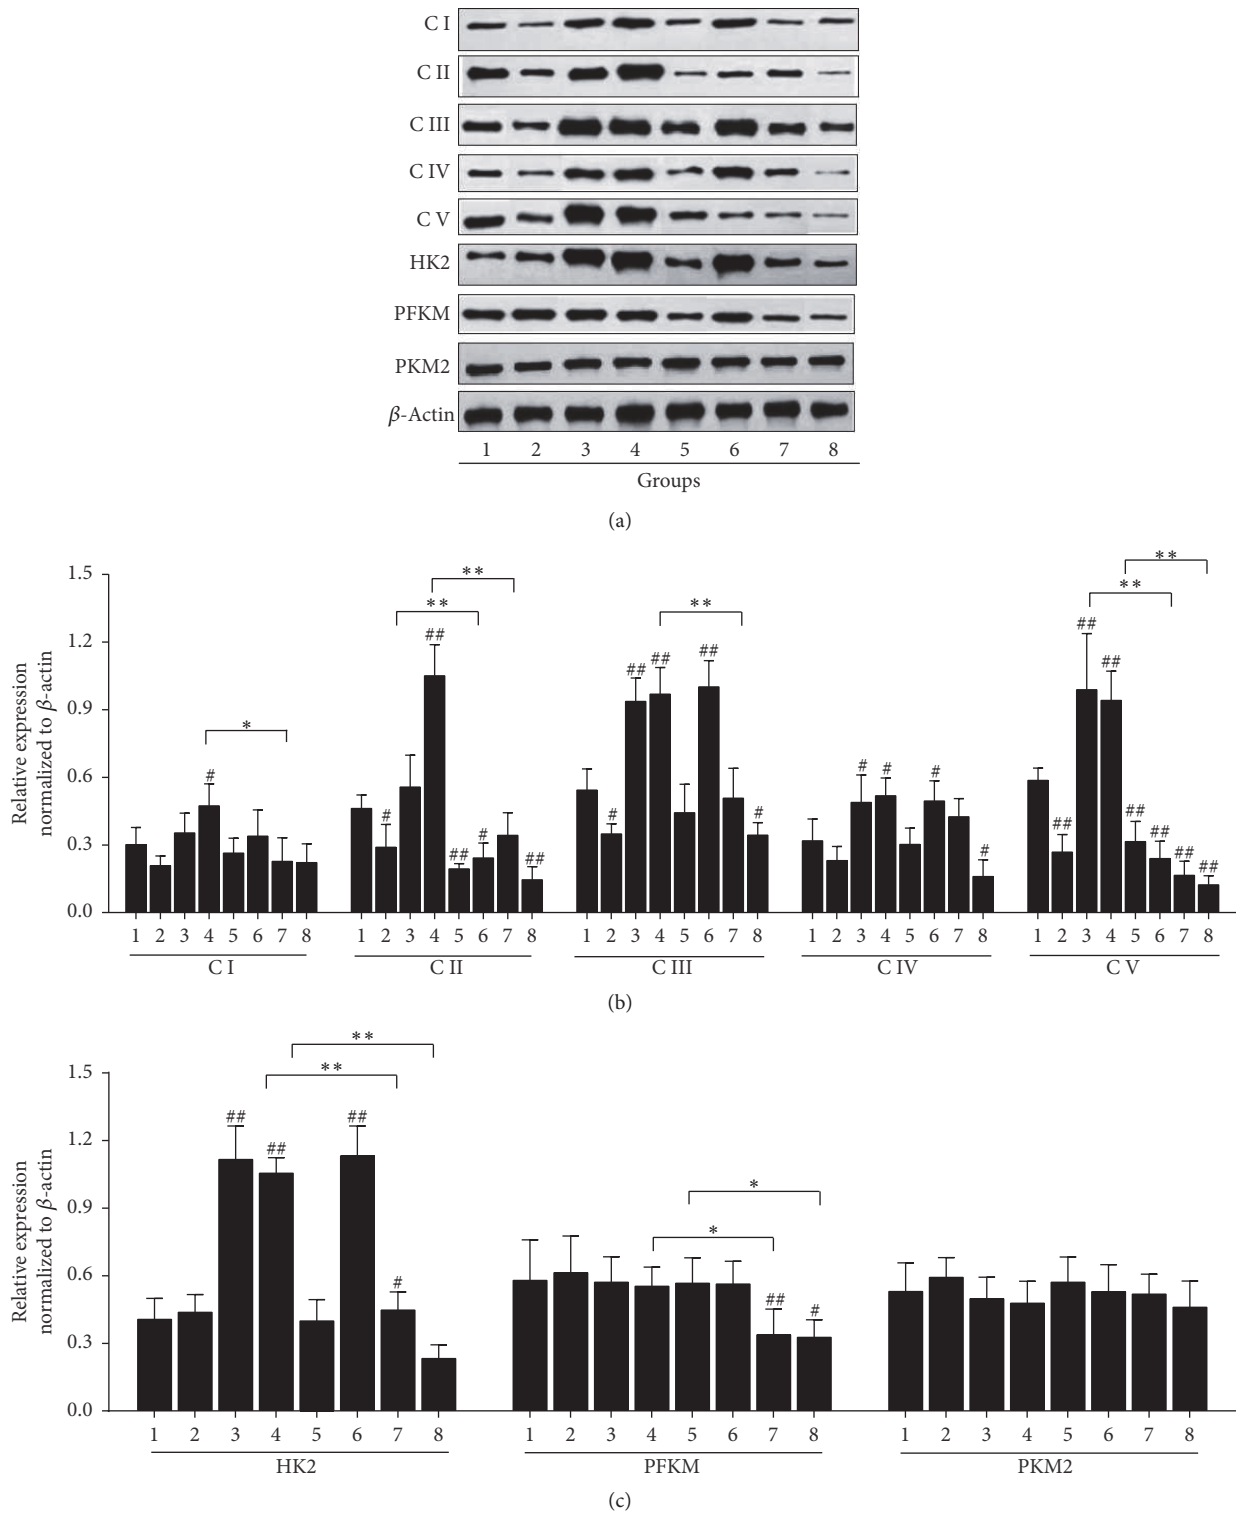 C I
C II
C III
C IV
C V
HK2
PFKM
PKM2
β-Actin
1 2 3 4 5 6 7 8
Groups
(a)
Relative expression
normalized to β-actin
1.5
1.2
0.9
0.6
0.3
0.0
* #
** ** ## # ## # ##
** ## ## ## # #
# # # #
** ** ## ## ## ## ## ## ##
1 2 3 4 5 6 7 8 1 2 3 4 5 6 7 8 1 2 3 4 5 6 7 8 1 2 3 4 5 6 7 8 1 2 3 4 5 6 7 8
C I C II C III C IV C V
(b)
Relative expression
normalized to β-actin
1.5
1.2
0.9
0.6
0.3
0.0
** ** ## ## ## #
* * ## #
1 2 3 4 5 6 7 8 1 2 3 4 5 6 7 8 1 2 3 4 5 6 7 8
HK2 PFKM PKM2
(c)